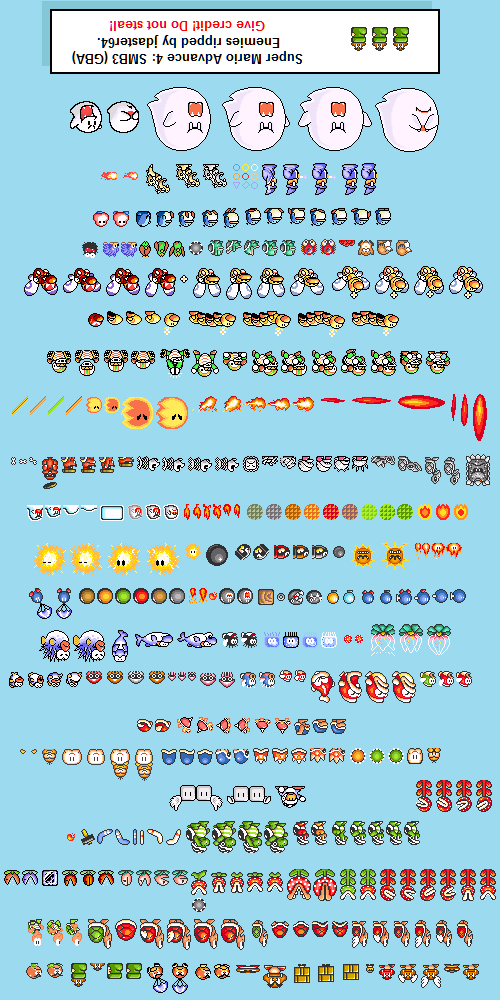 Super Mario Advance 4: SMB3 (GBA)
Enemies ripped by jdaster64.
Give credit! Do not steal!